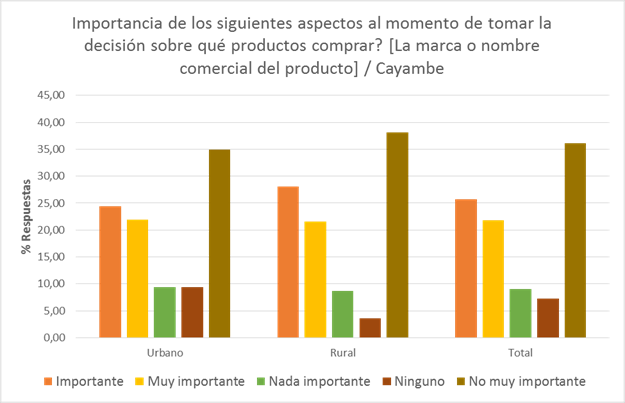 Importancia de los siguientes aspectos al momento de tomar la
decisión sobre qué productos comprar? [La marca o nombre
comercial del producto] / Cayambe
45,00
40,00
35,00
30,00
25,00
20,00
15,00
10,00
5,00
0,00
% Respuestas
Urbano Rural Total
Importante Muy importante Nada importante Ninguno No muy importante